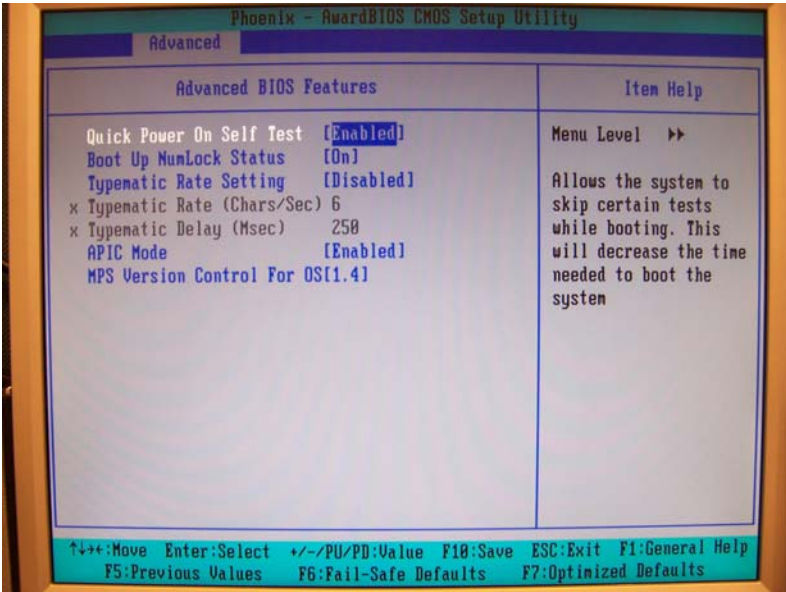 Phoenix - AwardBIOS CMOS Setup Utility
Advanced
Advanced BIOS Features
Item Help
Quick Power On Self Test [Enabled]
Boot Up NumLock Status [On]
Typematic Rate Setting [Disabled]
x Typematic Rate (Chars/Sec) 6
x Typematic Delay (Msec) 250
APIC Mode [Enabled]
MPS Version Control For OS[1.4]
Menu Level ▸▸
Allows the system to
skip certain tests
while booting. This
will decrease the time
needed to boot the
system
↑↓→←:Move Enter:Select +/-/PU/PD:Value F10:Save ESC:Exit F1:General Help
F5:Previous Values F6:Fail-Safe Defaults F7:Optimized Defaults